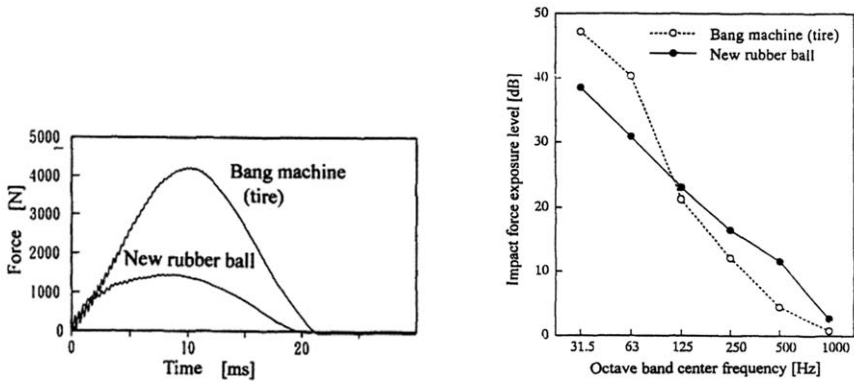 5000
4000
3000
2000
1000
0
Force [N]
Bang machine
(tire)
New rubber ball
0
10
20
Time [ms]
50
40
30
20
10
0
Impact force exposure level [dB]
Bang machine (tire)
New rubber ball
31.5
63
125
250
500
1000
Octave band center frequency [Hz]